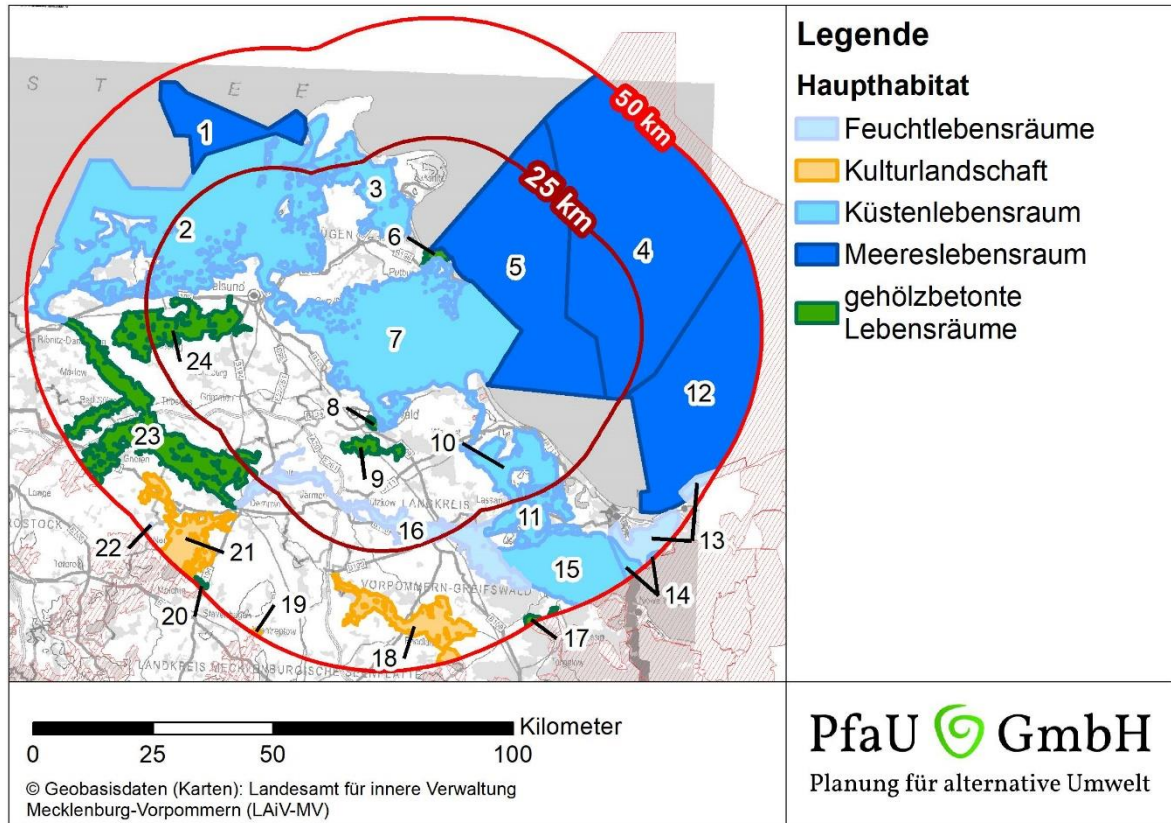 S T E E
50 km
25 km
1
2
3
4
5
6
7
8
9
10
11
12
13
14
15
16
17
18
19
20
21
22
23
24
LANDKREIS
VORPOMMERN-GREIFSWALD
Legende
Haupthabitat
Feuchtlebensräume
Kulturlandschaft
Küstenlebensraum
Meereslebensraum
gehölzbetonte
Lebensräume
Kilometer
0 25 50 100
© Geobasisdaten (Karten): Landesamt für innere Verwaltung
Mecklenburg-Vorpommern (LAiV-MV)
PfaU GmbH
Planung für alternative Umwelt